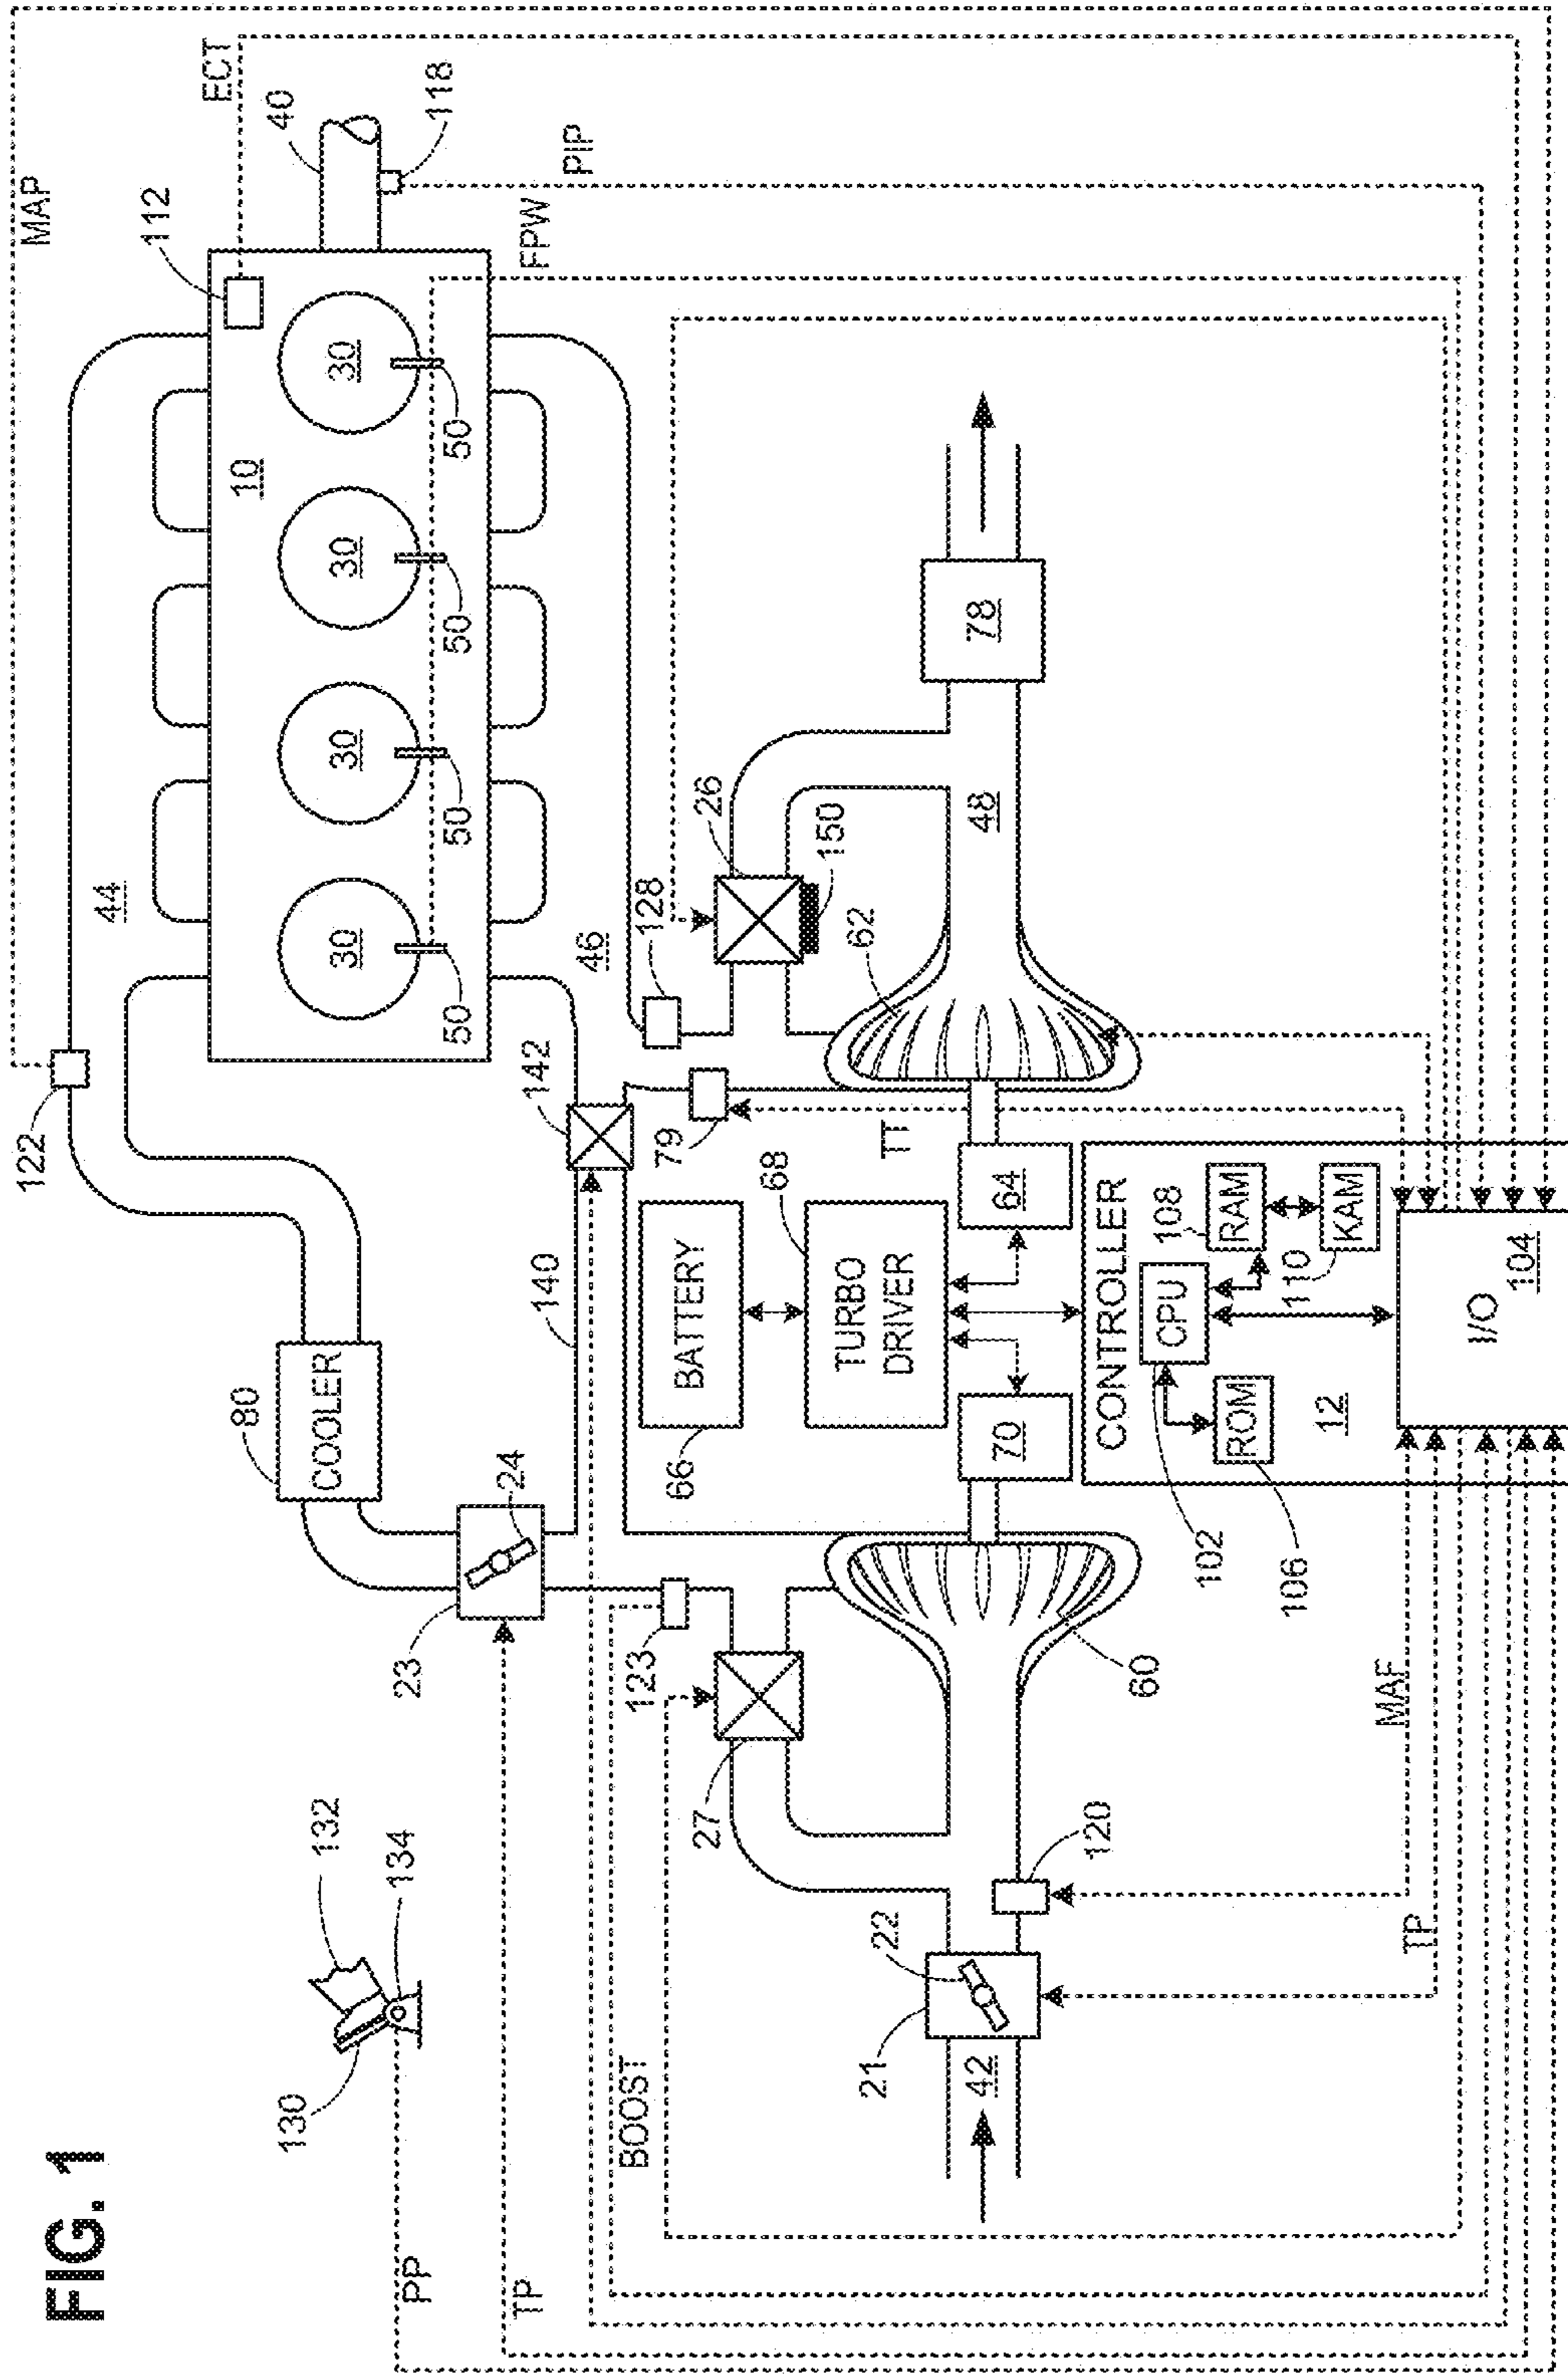 FIG. 1
MAP
ECT
40
118
PIP
112
FPW
10
30
30
30
30
50
50
50
50
44
46
122
128
26
150
142
79
TT
62
48
78
80
COOLER
140
24
23
123
27
BATTERY
66
68
TURBO
DRIVER
64
70
60
CONTROLLER
108
RAM
110
KAM
CPU
ROM
102
106
12
I/O
104
132
134
130
PP
TP
BOOST
21
22
42
120
MAF
TP